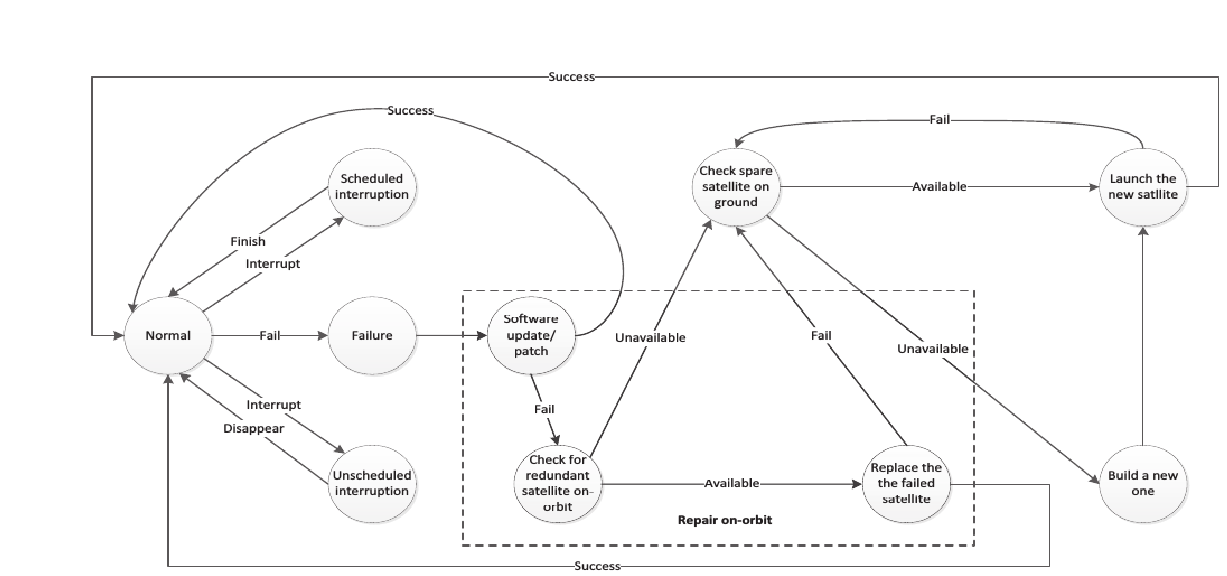 Success
Success
Fail
Scheduled
interruption
Check spare
satellite on
ground
Available
Launch the
new satllite
Finish
Interrupt
Normal
Fail
Failure
Software
update/
patch
Unavailable
Fail
Unavailable
Interrupt
Disappear
Fail
Unscheduled
interruption
Check for
redundant
satellite on-
orbit
Available
Replace the
the failed
satellite
Build a new
one
Repair on-orbit
Success